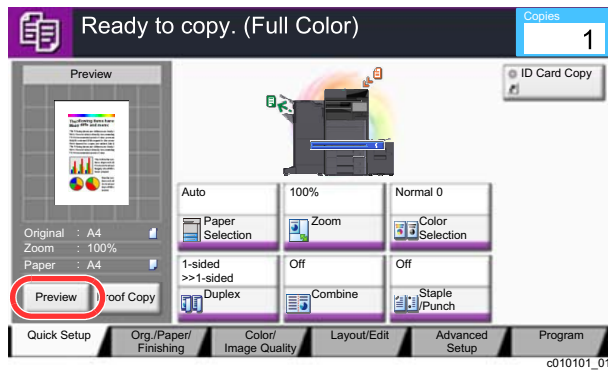 Ready to copy. (Full Color)
Copies
1
Preview
Original : A4
Zoom : 100%
Paper : A4
Preview
Proof Copy
ID Card Copy
Auto
Paper
Selection
100%
Zoom
Normal 0
Color
Selection
1-sided
>>1-sided
Duplex
Off
Combine
Off
Staple
/Punch
Quick Setup
Org./Paper/
Finishing
Color/
Image Quality
Layout/Edit
Advanced
Setup
Program
c010101_01